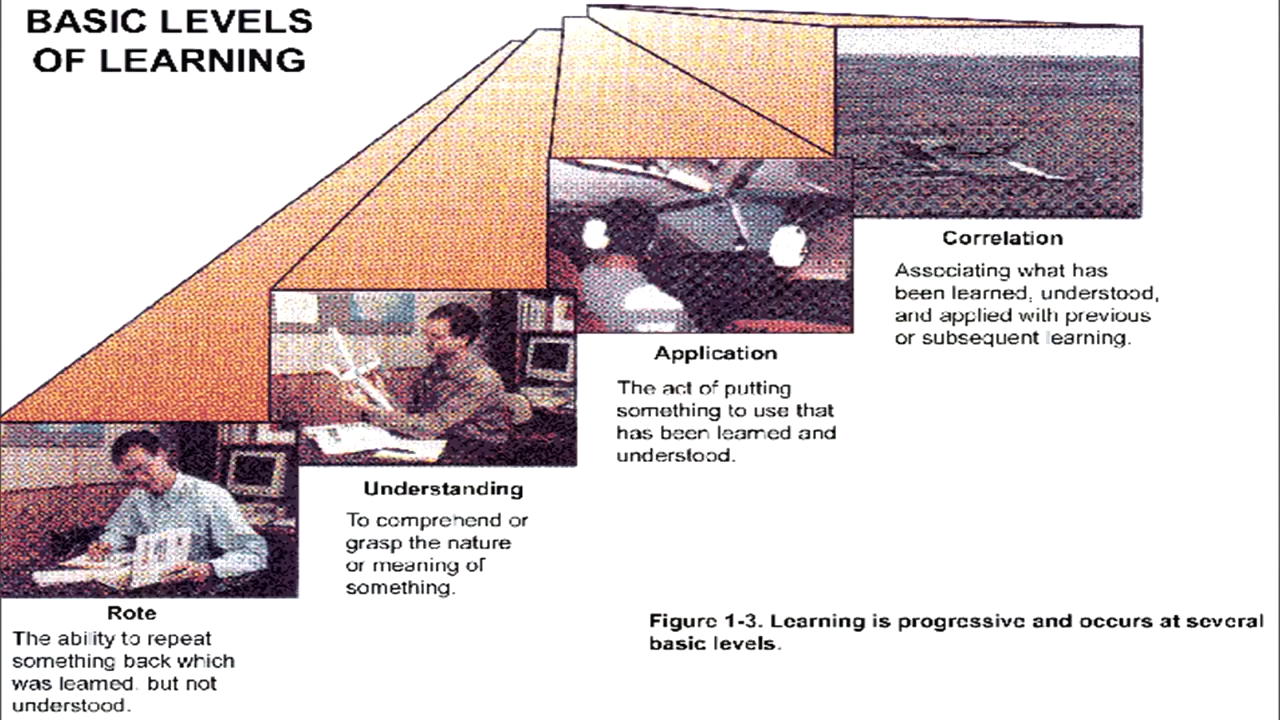 BASIC LEVELS
OF LEARNING
Correlation
Associating what has
been learned, understood,
and applied with previous
or subsequent learning.
Application
The act of putting
something to use that
has been learned and
understood.
Understanding
To comprehend or
grasp the nature
or meaning of
something.
Rote
The ability to repeat
something back which
was learned, but not
understood.
Figure 1-3. Learning is progressive and occurs at several
basic levels.